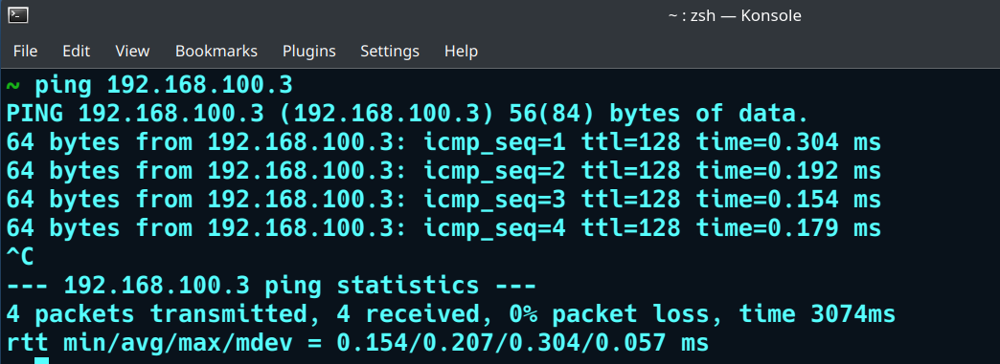 ~ : zsh — Konsole
File Edit View Bookmarks Plugins Settings Help
~ ping 192.168.100.3
PING 192.168.100.3 (192.168.100.3) 56(84) bytes of data.
64 bytes from 192.168.100.3: icmp_seq=1 ttl=128 time=0.304 ms
64 bytes from 192.168.100.3: icmp_seq=2 ttl=128 time=0.192 ms
64 bytes from 192.168.100.3: icmp_seq=3 ttl=128 time=0.154 ms
64 bytes from 192.168.100.3: icmp_seq=4 ttl=128 time=0.179 ms
^C
--- 192.168.100.3 ping statistics ---
4 packets transmitted, 4 received, 0% packet loss, time 3074ms
rtt min/avg/max/mdev = 0.154/0.207/0.304/0.057 ms